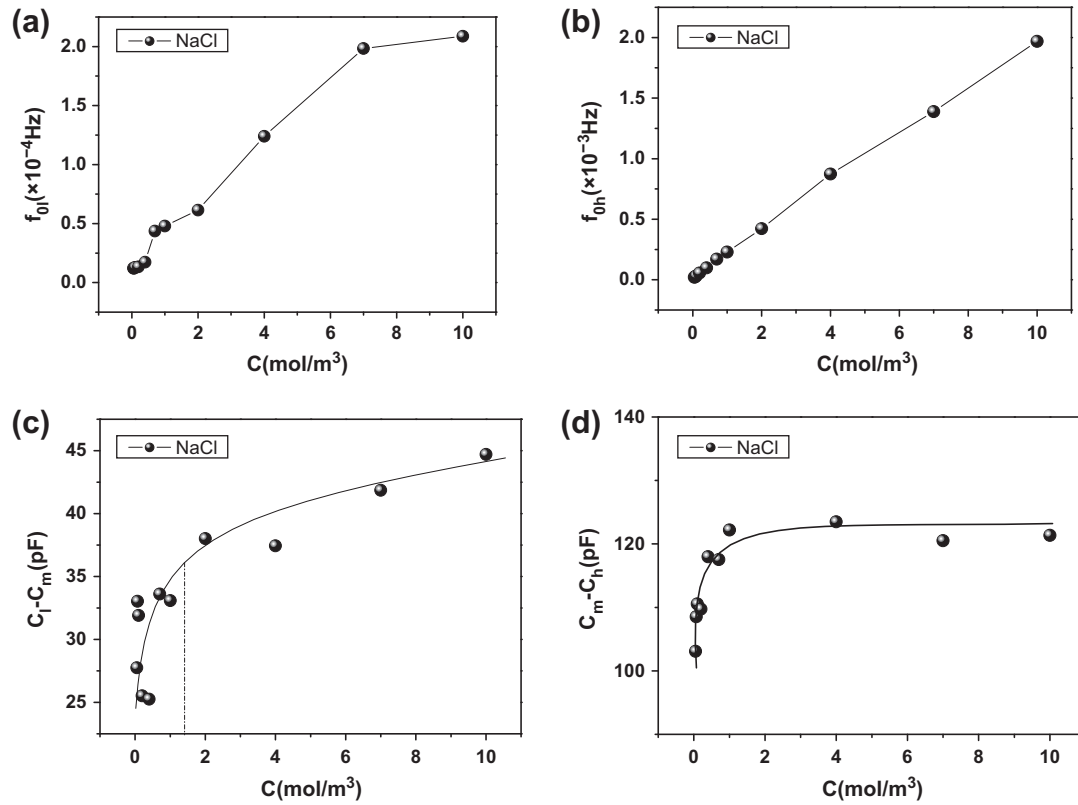 (a)
NaCl
2.0
1.5
1.0
0.5
0.0
f₀ₗ(×10⁻⁴Hz)
0 2 4 6 8 10
C(mol/m³)
(b)
NaCl
2.0
1.5
1.0
0.5
0.0
f₀ₕ(×10⁻³Hz)
0 2 4 6 8 10
C(mol/m³)
(c)
NaCl
45
40
35
30
25
Cₗ-Cₘ(pF)
0 2 4 6 8 10
C(mol/m³)
(d)
NaCl
140
120
100
Cₘ-Cₕ(pF)
0 2 4 6 8 10
C(mol/m³)